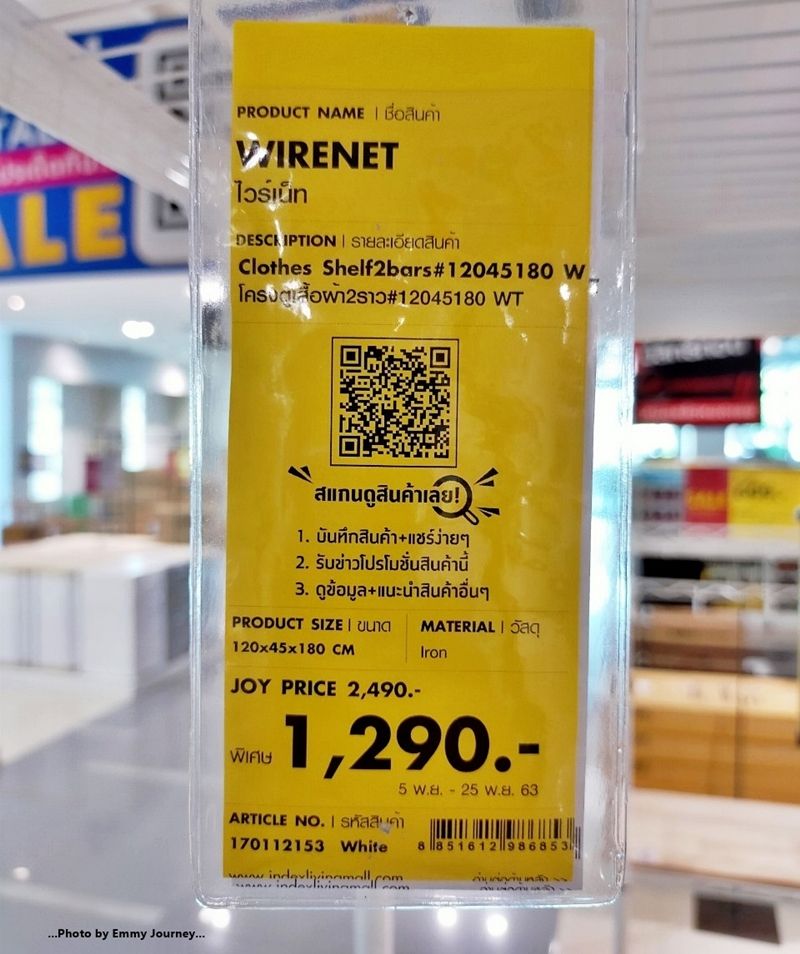 ALE
PRODUCT NAME | ชื่อสินค้า
WIRENET
ไวร์เน็ท
DESCRIPTION | รายละเอียดสินค้า
Clothes Shelf2bars#12045180 W
โครงตู้เสื้อผ้า2ราว#12045180 WT
สแกนดูสินค้าเลย!
1. บันทึกสินค้า+แชร์ง่ายๆ
2. รับข่าวโปรโมชั่นสินค้านี้
3. ดูข้อมูล+แนะนำสินค้าอื่นๆ
PRODUCT SIZE | ขนาด
MATERIAL | วัสดุ
120x45x180 CM
Iron
JOY PRICE 2,490.-
พิเศษ 1,290.-
5 พ.ย. - 25 พ.ย. 63
ARTICLE NO. | รหัสสินค้า
170112153 White
8 851612 986853
www.indexlivingmall.com
...Photo by Emmy Journey...